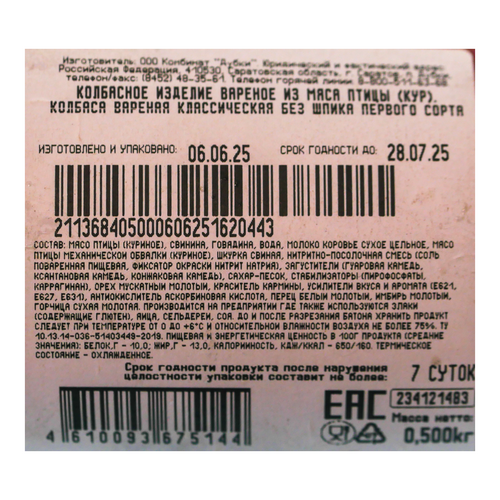 Изготовитель: ООО Комбинат "Дубки" Юридический и фактический адрес:
Российская Федерация, 410530, Саратовская область, г.
телефон/факс: (8452) 48-35-61. Телефон горячей линии
КОЛБАСНОЕ ИЗДЕЛИЕ ВАРЕНОЕ ИЗ МЯСА ПТИЦЫ (КУР).
КОЛБАСА ВАРЕНАЯ КЛАССИЧЕСКАЯ БЕЗ ШПИКА ПЕРВОГО СОРТА
ИЗГОТОВЛЕНО И УПАКОВАНО: 06.06.25 СРОК ГОДНОСТИ ДО: 28.07.25
2113684050006062516204​43
СОСТАВ: МЯСО ПТИЦЫ (КУРИНОЕ), СВИНИНА, ГОВЯДИНА, ВОДА, МОЛОКО КОРОВЬЕ СУХОЕ ЦЕЛЬНОЕ, МЯСО
ПТИЦЫ МЕХАНИЧЕСКОЙ ОБВАЛКИ (КУРИНОЕ), ШКУРКА СВИНАЯ, НИТРИТНО-ПОСОЛОЧНАЯ СМЕСЬ (СОЛЬ
ПОВАРЕННАЯ ПИЩЕВАЯ, ФИКСАТОР ОКРАСКИ НИТРИТ НАТРИЯ), ЗАГУСТИТЕЛИ (ГУАРОВАЯ КАМЕДЬ,
КСАНТАНОВАЯ КАМЕДЬ, КОНЖАКОВАЯ КАМЕДЬ), САХАР-ПЕСОК, СТАБИЛИЗАТОРЫ (ПИРОФОСФАТЫ,
КАРРАГИНАН), ОРЕХ МУСКАТНЫЙ МОЛОТЫЙ, КРАСИТЕЛЬ КАРМИНЫ, УСИЛИТЕЛИ ВКУСА И АРОМАТА (Е621,
Е627, Е631), АНТИОКИСЛИТЕЛЬ АСКОРБИНОВАЯ КИСЛОТА, ПЕРЕЦ БЕЛЫЙ МОЛОТЫЙ, ИМБИРЬ МОЛОТЫЙ,
ГОРЧИЦА СУХАЯ МОЛОТАЯ. НА ПРЕДПРИЯТИИ ГДЕ ТАКЖЕ ИСПОЛЬЗУЮТСЯ ЗЛАКИ
(СОДЕРЖАЩИЕ ГЛЮТЕН), ЯЙЦА, СЕЛЬДЕРЕЙ, СОЯ. ДО И ПОСЛЕ РАЗРЕЗАНИЯ БАТОНА ХРАНИТЬ ПРОДУКТ
СЛЕДУЕТ ПРИ ТЕМПЕРАТУРЕ ОТ 0 ДО +6°С И ОТНОСИТЕЛЬНОЙ ВЛАЖНОСТИ ВОЗДУХА НЕ БОЛЕЕ 75%. ТУ
10.13.14-036-51403449-2019. ПИЩЕВАЯ И ЭНЕРГЕТИЧЕСКАЯ ЦЕННОСТЬ В 100Г ПРОДУКТА (СРЕДНИЕ
ЗНАЧЕНИЯ): БЕЛОК,Г - 10,0; ЖИР,Г - 13,0, КАЛОРИЙНОСТЬ, КДЖ/ККАЛ - 650/160. ТЕРМИЧЕСКОЕ
СОСТОЯНИЕ - ОХЛАЖДЕННОЕ.
Срок годности продукта после нарушения
целостности упаковки составит не более: 7 СУТОК
EAC 234121483
Масса нетто:
0,500кг
4 610093 675144